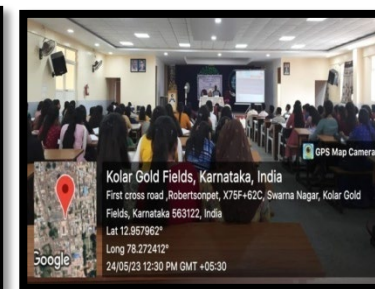 GPS Map Camera
Kolar Gold Fields, Karnataka, India
First cross road ,Robertsonpet, X75F+62C, Swarna Nagar, Kolar Gold
Fields, Karnataka 563122, India
Lat 12.957962°
Long 78.272412°
24/05/23 12:30 PM GMT +05:30
Google